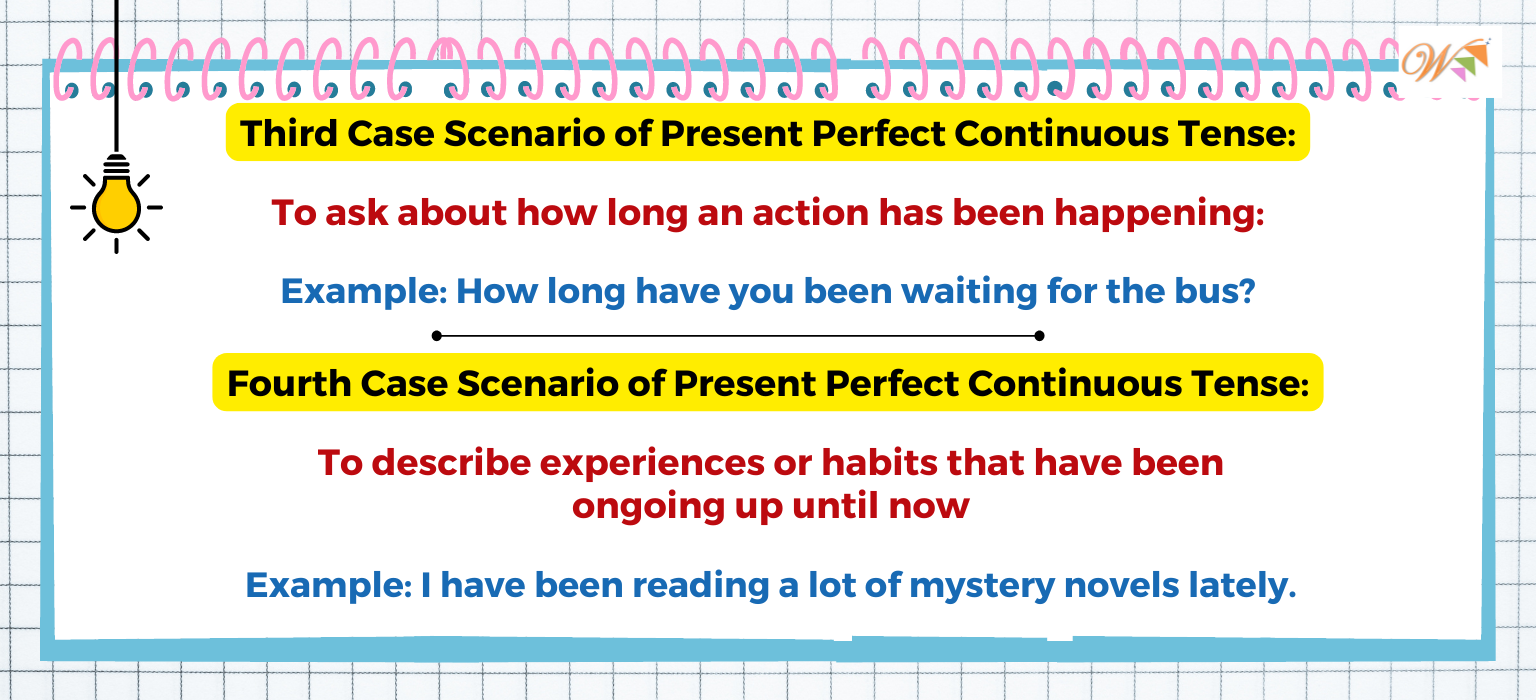 W
Third Case Scenario of Present Perfect Continuous Tense:
To ask about how long an action has been happening:
Example: How long have you been waiting for the bus?
Fourth Case Scenario of Present Perfect Continuous Tense:
To describe experiences or habits that have been
ongoing up until now
Example: I have been reading a lot of mystery novels lately.